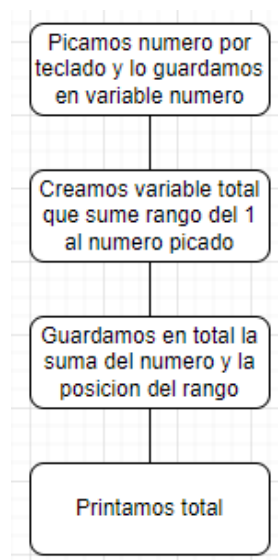 Picamos numero por
teclado y lo guardamos
en variable numero
Creamos variable total
que sume rango del 1
al numero picado
Guardamos en total la
suma del numero y la
posicion del rango
Printamos total